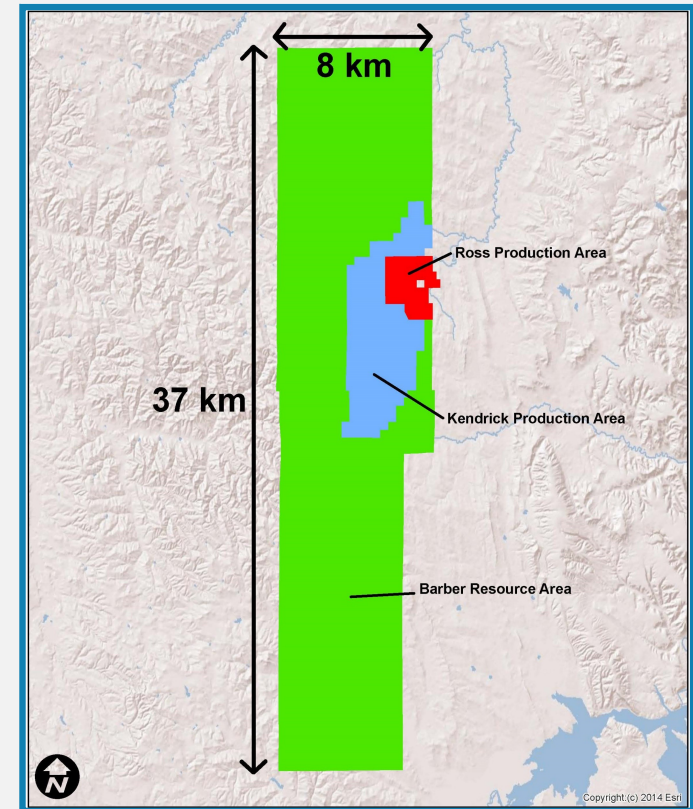 8 km
Ross Production Area
37 km
Kendrick Production Area
Barber Resource Area
N
Copyright:(c) 2014 Esri